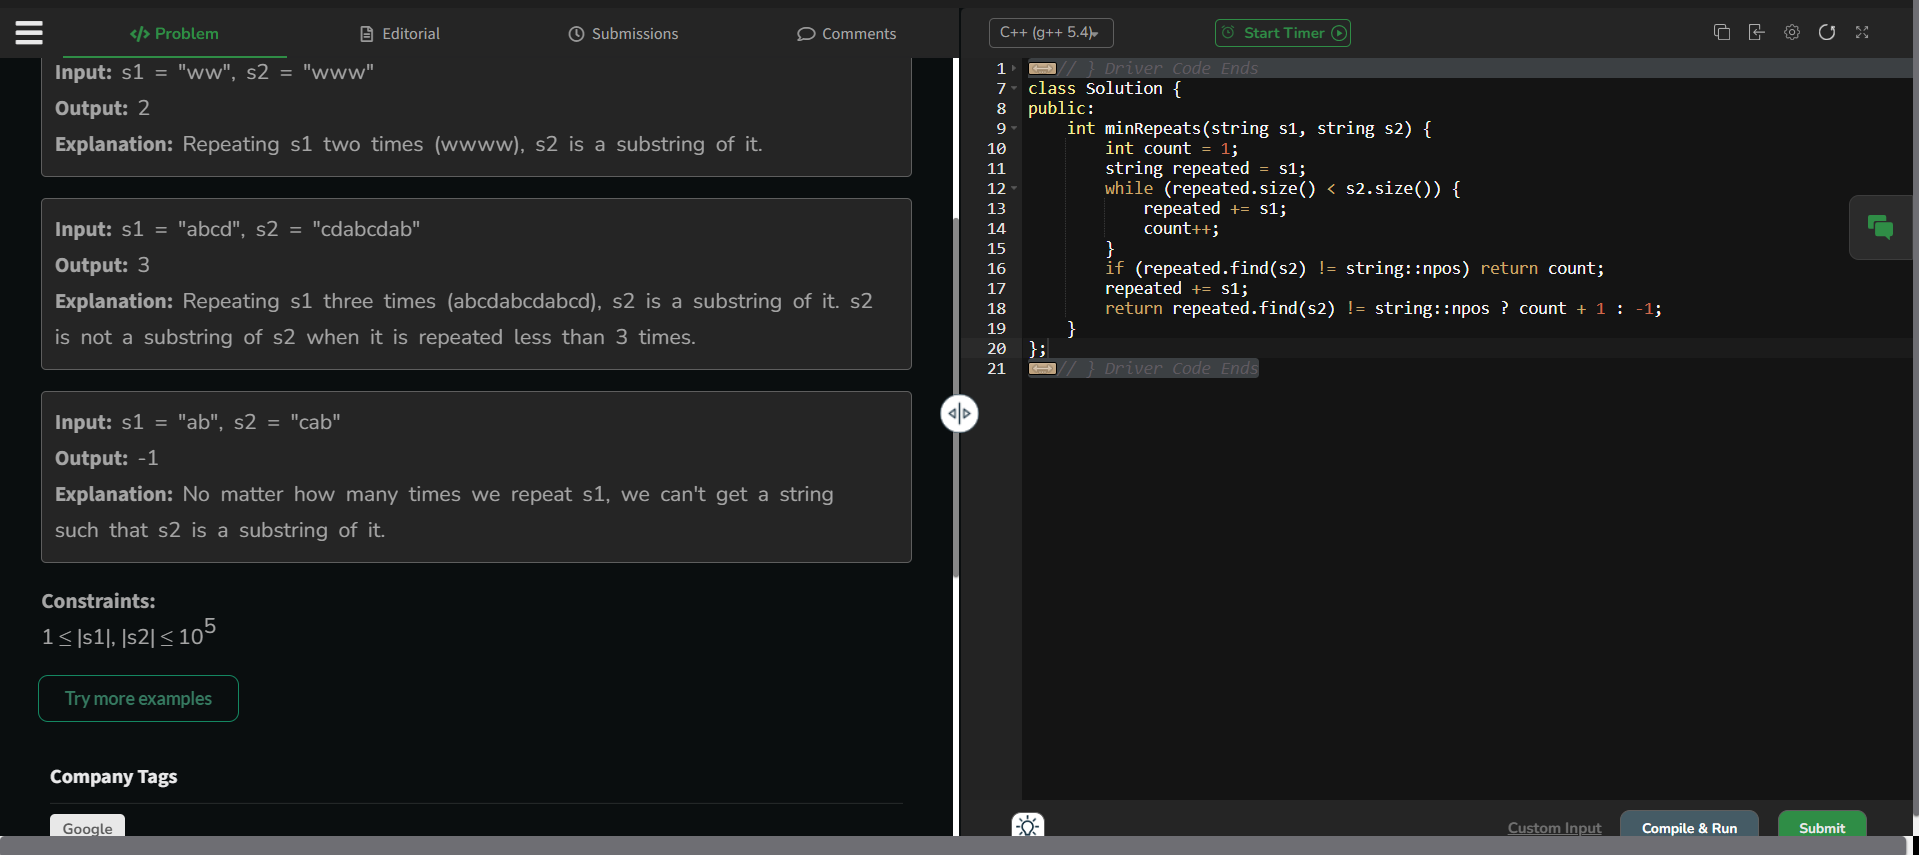 </> Problem
Editorial
Submissions
Comments
Input: s1 = "ww", s2 = "www"
Output: 2
Explanation: Repeating s1 two times (wwww), s2 is a substring of it.
Input: s1 = "abcd", s2 = "cdabcdab"
Output: 3
Explanation: Repeating s1 three times (abcdabcdabcd), s2 is a substring of it. s2
is not a substring of s2 when it is repeated less than 3 times.
Input: s1 = "ab", s2 = "cab"
Output: -1
Explanation: No matter how many times we repeat s1, we can't get a string
such that s2 is a substring of it.
Constraints:
1 ≤ |s1|, |s2| ≤ 10^5
Try more examples
Company Tags
Google
C++ (g++ 5.4)
Start Timer
1 // } Driver Code Ends
7 class Solution {
8 public:
9 int minRepeats(string s1, string s2) {
10 int count = 1;
11 string repeated = s1;
12 while (repeated.size() < s2.size()) {
13 repeated += s1;
14 count++;
15 }
16 if (repeated.find(s2) != string::npos) return count;
17 repeated += s1;
18 return repeated.find(s2) != string::npos ? count + 1 : -1;
19 }
20 };
21 // } Driver Code Ends
Custom Input
Compile & Run
Submit